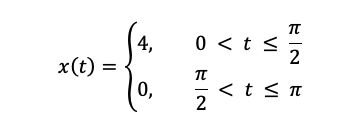 x(t) = { 4, 0 < t ≤ π/2
0, π/2 < t ≤ π